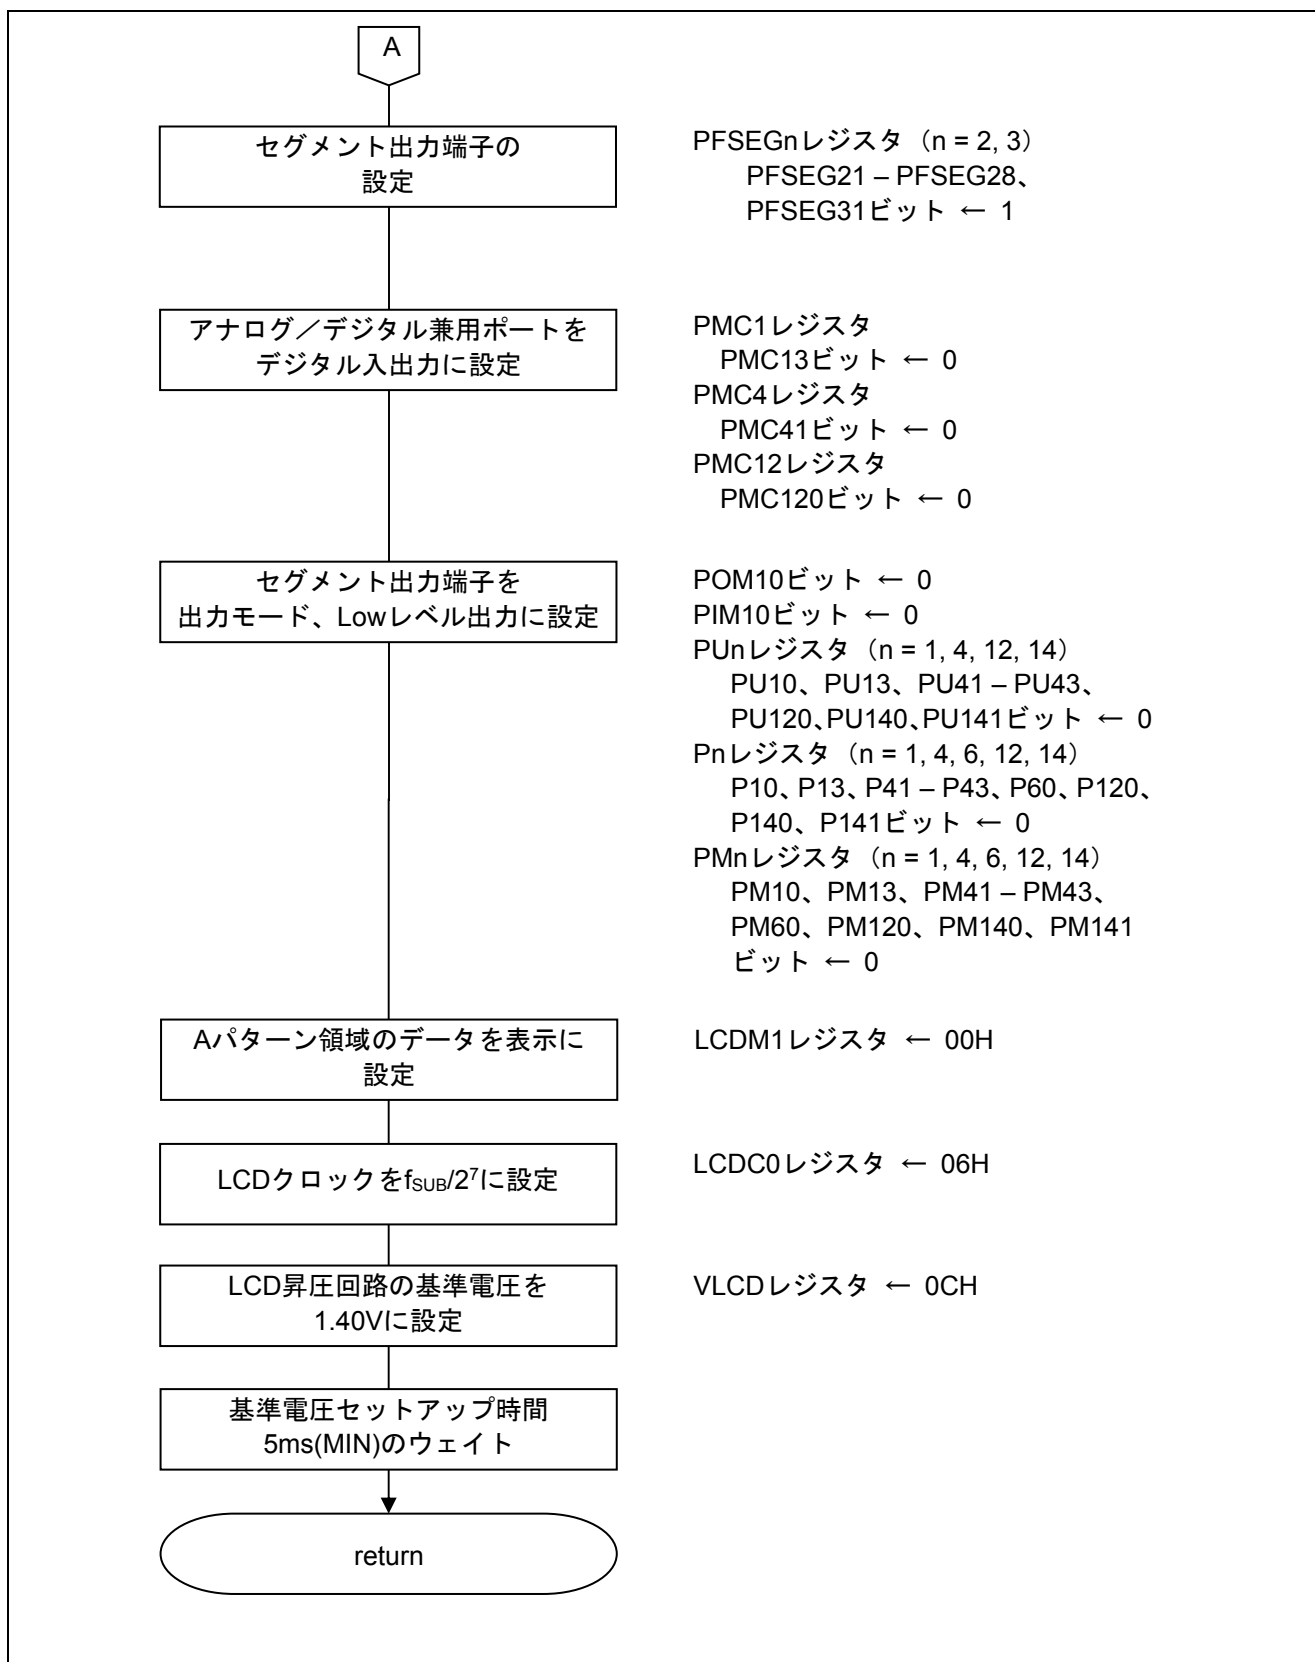 A
セグメント出力端子の
設定
PFSEGnレジスタ（n = 2, 3）
PFSEG21 – PFSEG28、
PFSEG31ビット ← 1
アナログ／デジタル兼用ポートを
デジタル入出力に設定
PMC1レジスタ
PMC13ビット ← 0
PMC4レジスタ
PMC41ビット ← 0
PMC12レジスタ
PMC120ビット ← 0
セグメント出力端子を
出力モード、Lowレベル出力に設定
POM10ビット ← 0
PIM10ビット ← 0
PUnレジスタ（n = 1, 4, 12, 14）
PU10、PU13、PU41 – PU43、
PU120、PU140、PU141ビット ← 0
Pnレジスタ（n = 1, 4, 6, 12, 14）
P10、P13、P41 – P43、P60、P120、
P140、P141ビット ← 0
PMnレジスタ（n = 1, 4, 6, 12, 14）
PM10、PM13、PM41 – PM43、
PM60、PM120、PM140、PM141
ビット ← 0
Aパターン領域のデータを表示に
設定
LCDM1レジスタ ← 00H
LCDクロックをfSUB/2⁷に設定
LCDC0レジスタ ← 06H
LCD昇圧回路の基準電圧を
1.40Vに設定
VLCDレジスタ ← 0CH
基準電圧セットアップ時間
5ms(MIN)のウェイト
return